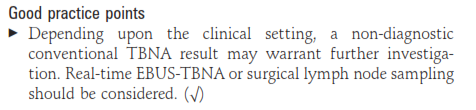 Good practice points
▶ Depending upon the clinical setting, a non-diagnostic
conventional TBNA result may warrant further investiga-
tion. Real-time EBUS-TBNA or surgical lymph node sampling
should be considered. (√)